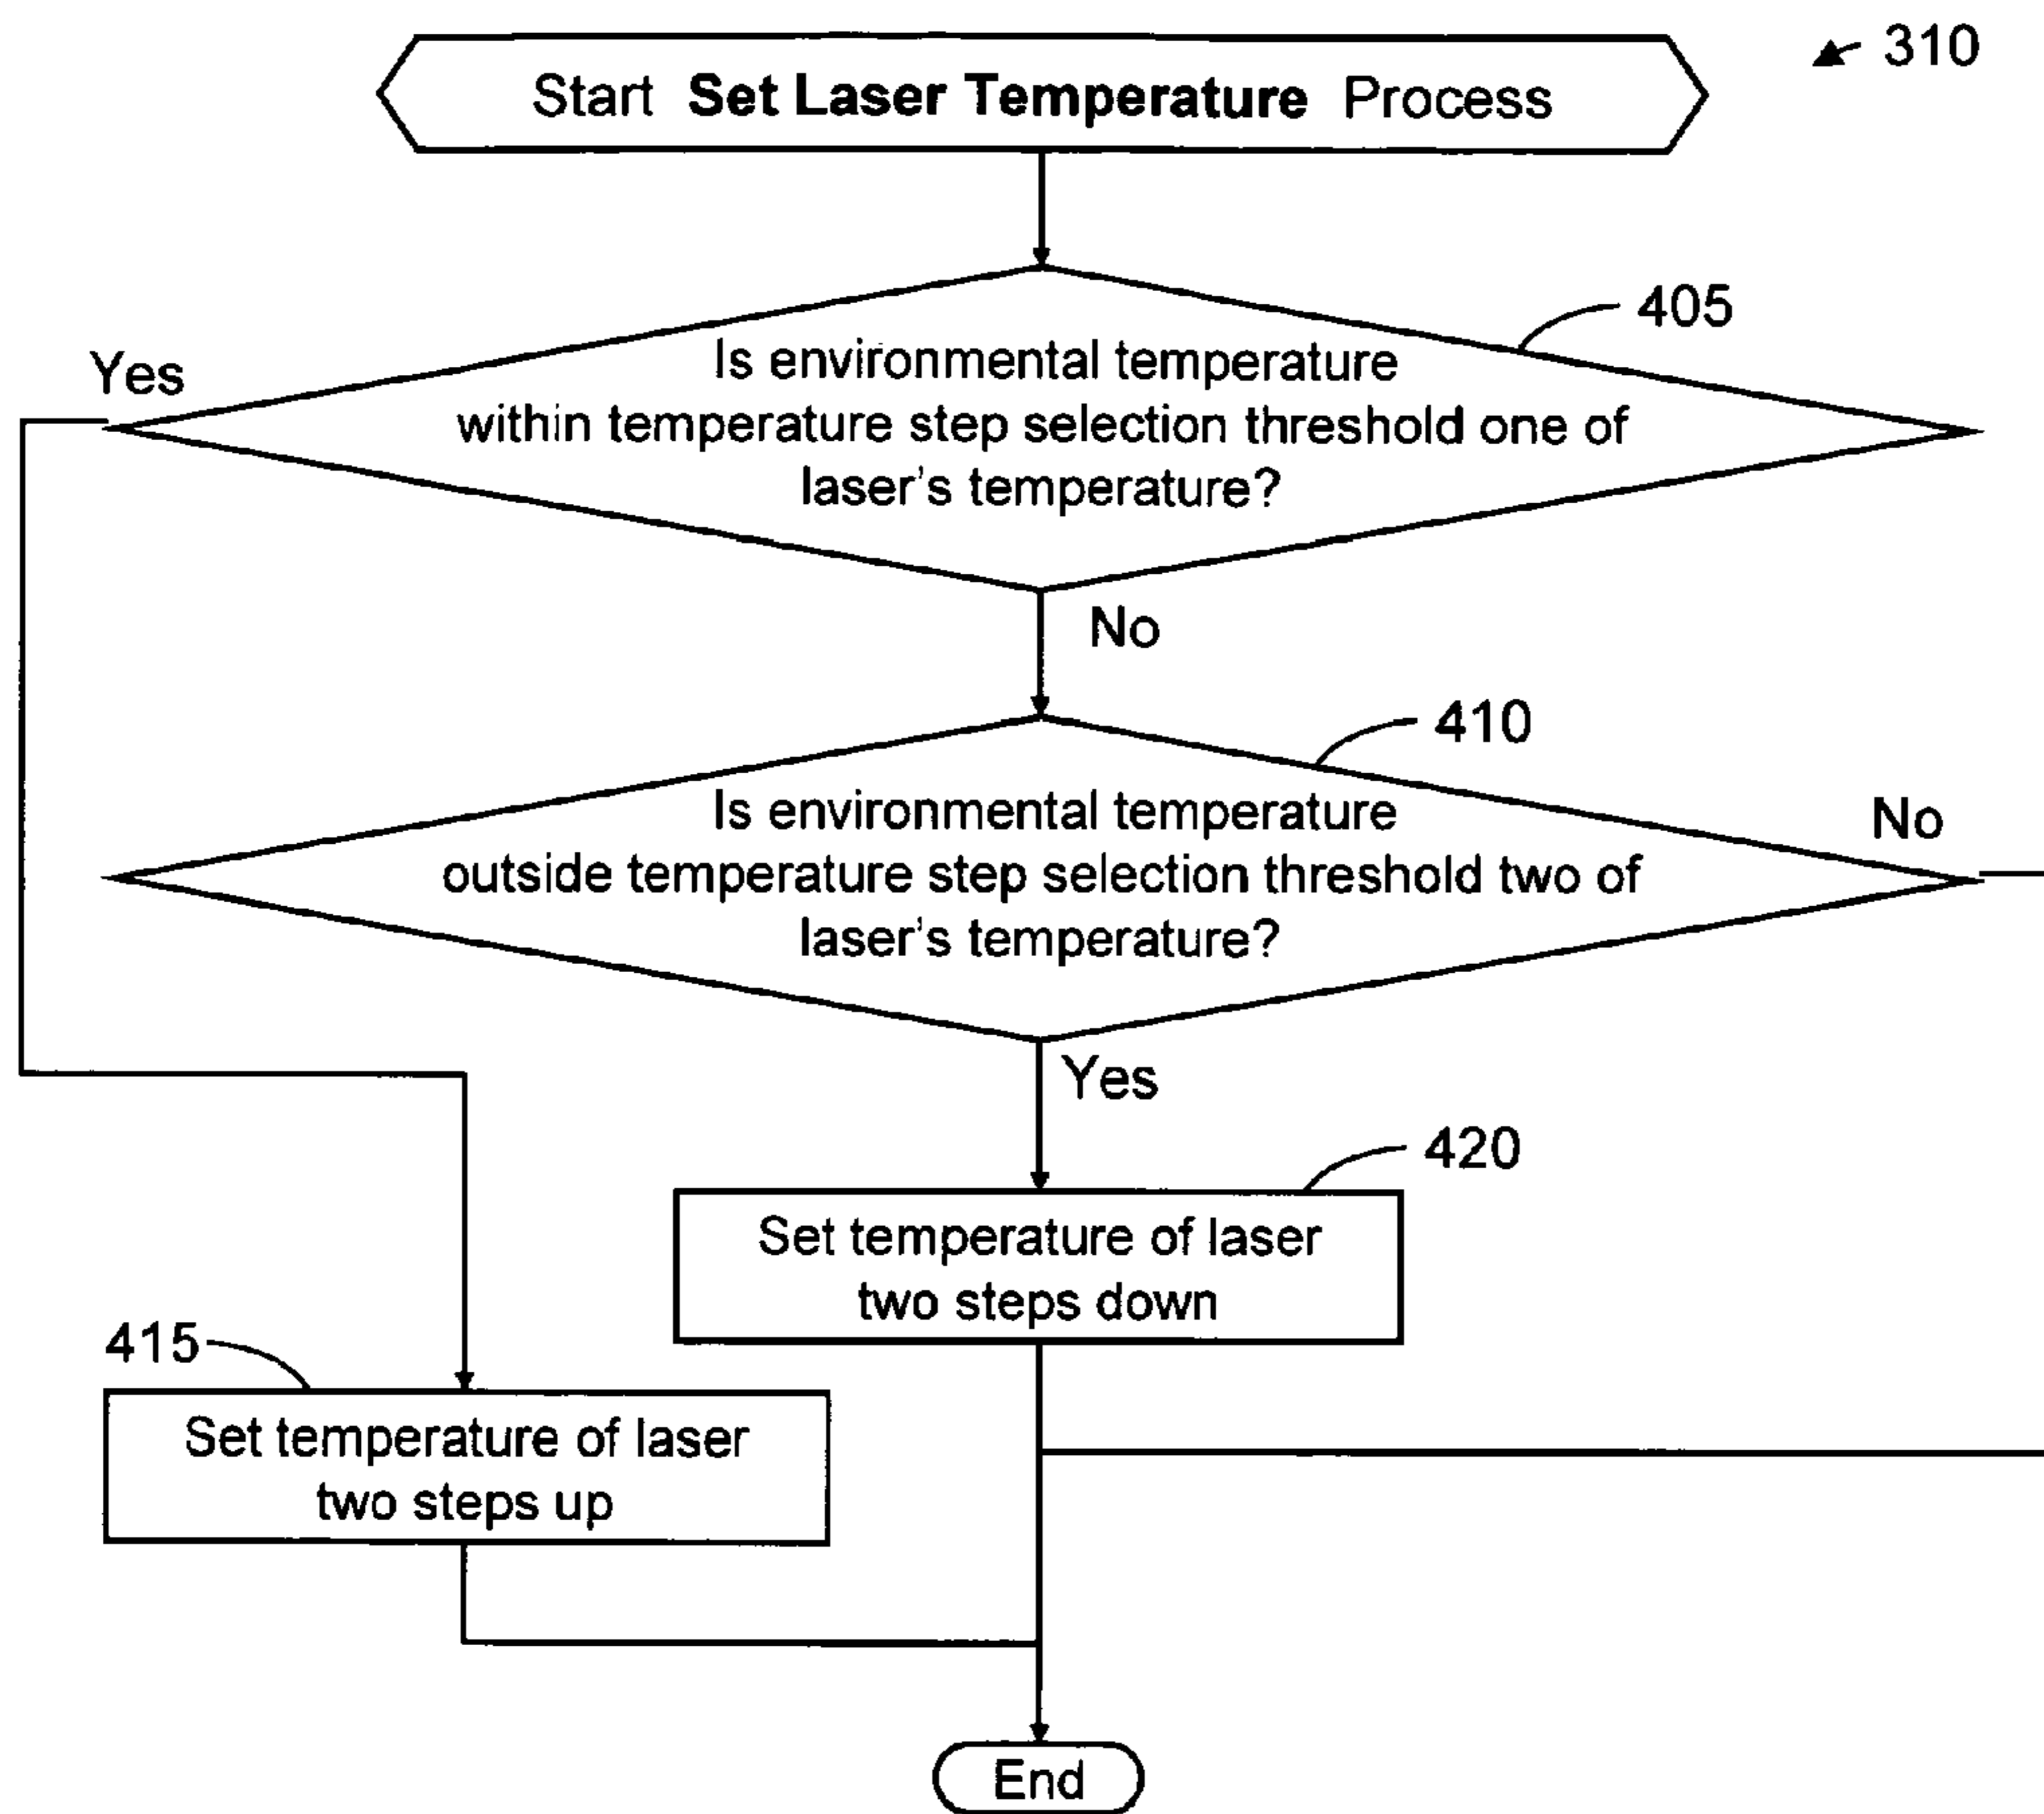 310
Start Set Laser Temperature Process
405
Yes
Is environmental temperature
within temperature step selection threshold one of
laser's temperature?
No
410
Is environmental temperature
outside temperature step selection threshold two of
laser's temperature?
No
Yes
420
Set temperature of laser
two steps down
415
Set temperature of laser
two steps up
End